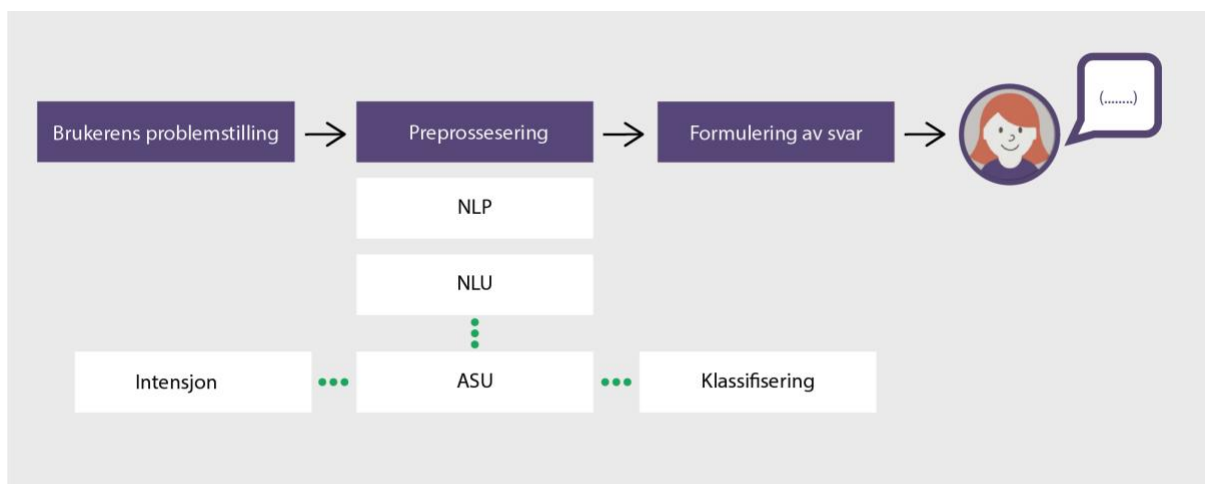 Brukerens problemstilling
Preprossesering
Formulering av svar
(........)
NLP
NLU
Intensjon
ASU
Klassifisering